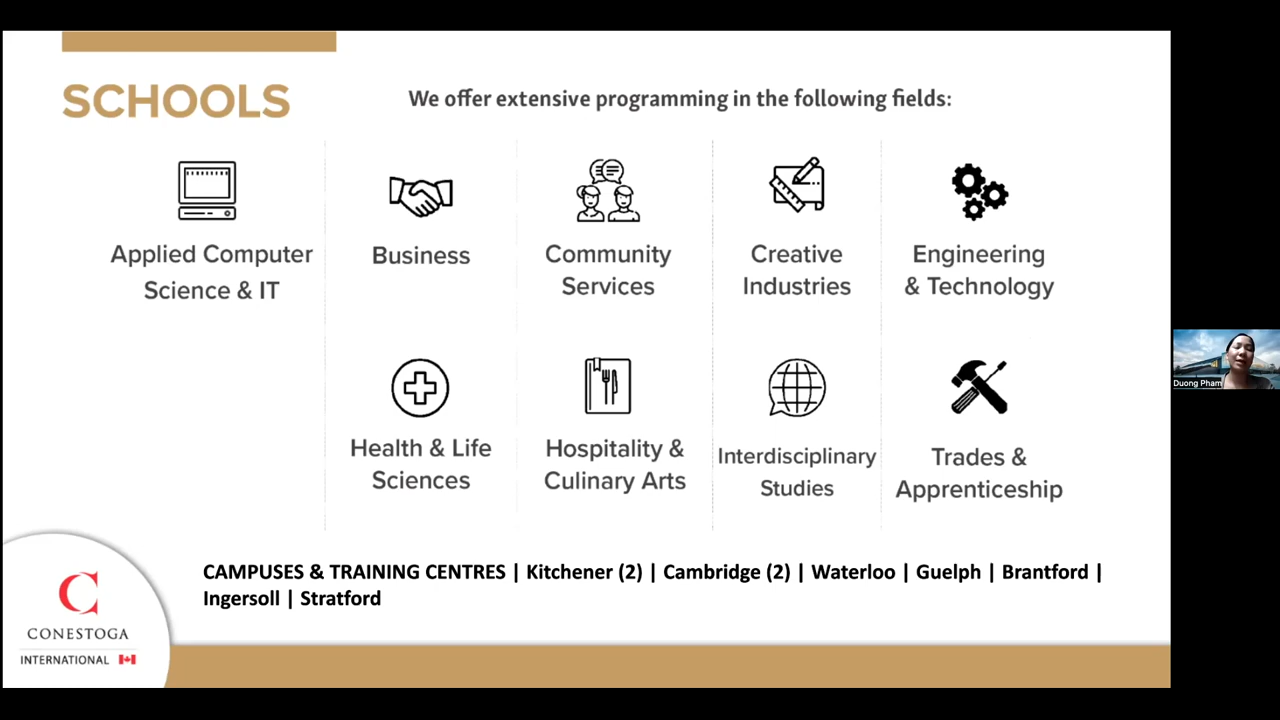 SCHOOLS
We offer extensive programming in the following fields:
Applied Computer
Science & IT
Business
Community
Services
Creative
Industries
Engineering
& Technology
Health & Life
Sciences
Hospitality &
Culinary Arts
Interdisciplinary
Studies
Trades &
Apprenticeship
CAMPUSES & TRAINING CENTRES | Kitchener (2) | Cambridge (2) | Waterloo | Guelph | Brantford |
Ingersoll | Stratford
C
CONESTOGA
INTERNATIONAL
Duong Pham